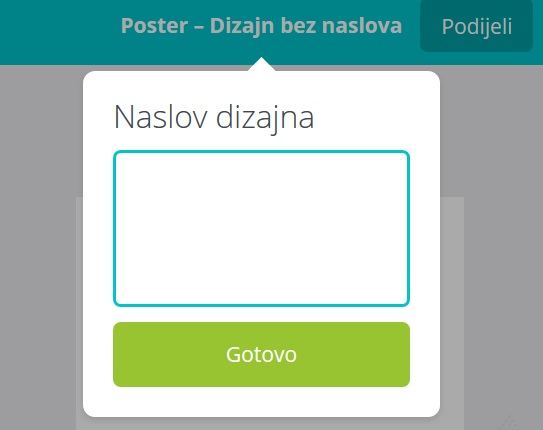 Poster – Dizajn bez naslova
Podijeli
Naslov dizajna
Gotovo